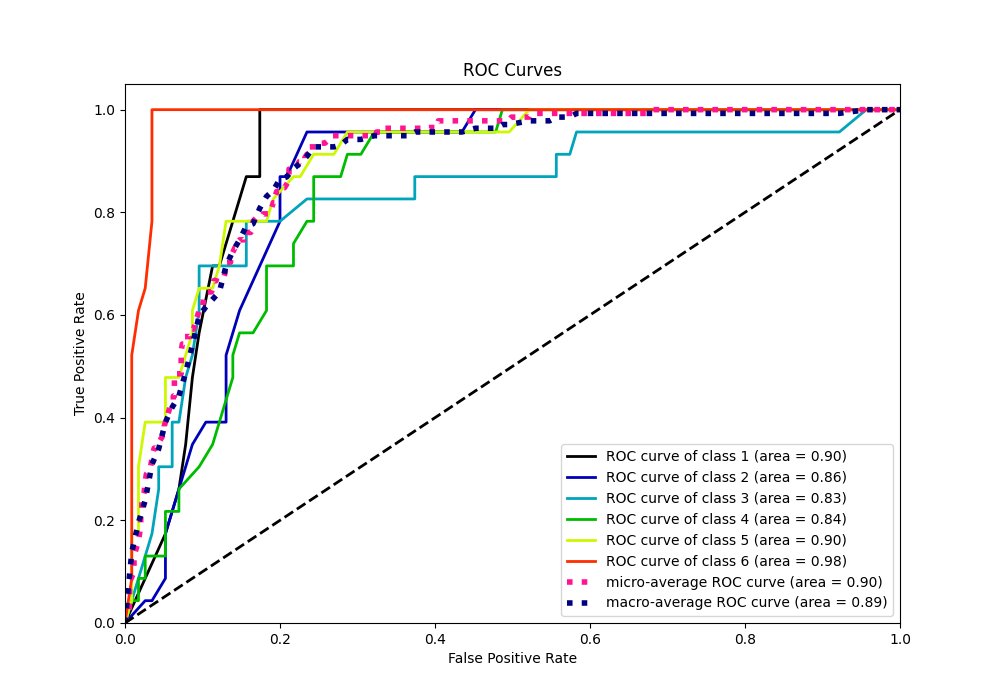 ROC Curves
1.0
0.8
0.6
0.4
0.2
0.0
True Positive Rate
ROC curve of class 1 (area = 0.90)
ROC curve of class 2 (area = 0.86)
ROC curve of class 3 (area = 0.83)
ROC curve of class 4 (area = 0.84)
ROC curve of class 5 (area = 0.90)
ROC curve of class 6 (area = 0.98)
micro-average ROC curve (area = 0.90)
macro-average ROC curve (area = 0.89)
0.0 0.2 0.4 0.6 0.8 1.0
False Positive Rate